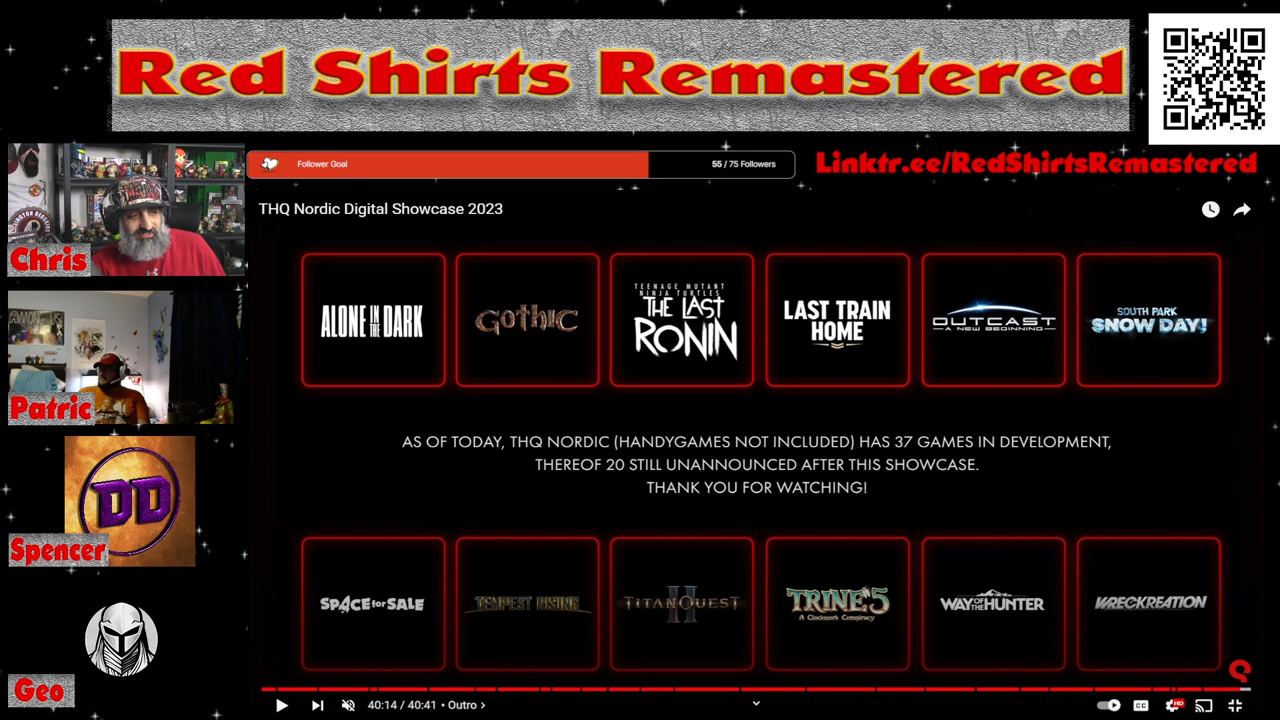 Red Shirts Remastered
Follower Goal
55 / 75 Followers
Linktr.ee/RedShirtsRemastered
THQ Nordic Digital Showcase 2023
Chris
Patric
Spencer
Geo
DD
ALONE IN THE DARK
GOTHIC
TEENAGE MUTANT
NINJA TURTLES
THE LAST
RONIN
LAST TRAIN
HOME
OUTCAST
A NEW BEGINNING
SOUTH PARK
SNOW DAY!
AS OF TODAY, THQ NORDIC (HANDYGAMES NOT INCLUDED) HAS 37 GAMES IN DEVELOPMENT,
THEREOF 20 STILL UNANNOUNCED AFTER THIS SHOWCASE.
THANK YOU FOR WATCHING!
SPACE for SALE
TEMPEST RISING
TITAN QUEST
II
TRINE 5
A Clockwork Conspiracy
WAY OF THE HUNTER
WRECKREATION
40:14 / 40:41 • Outro
CC
HD